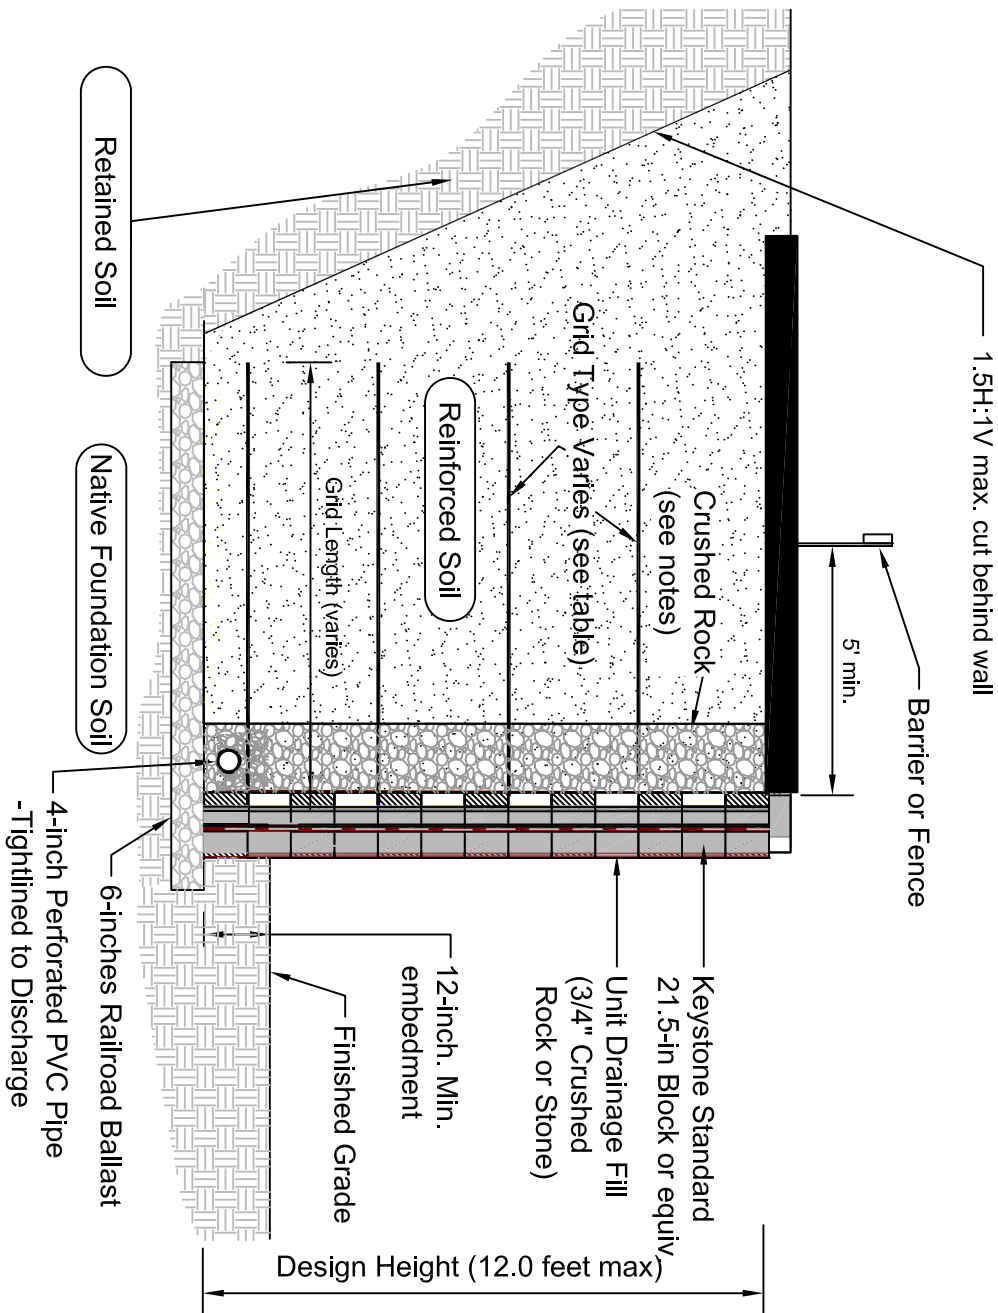 1.5H:1V max. cut behind wall
Barrier or Fence
5' min.
Crushed Rock
(see notes)
Grid Type Varies (see table)
Reinforced Soil
Grid Length (varies)
Retained Soil
Native Foundation Soil
Keystone Standard
21.5-in Block or equiv
Unit Drainage Fill
(3/4" Crushed
Rock or Stone)
12-inch. Min.
embedment
Finished Grade
6-inches Railroad Ballast
4-inch Perforated PVC Pipe
-Tightlined to Discharge
Design Height (12.0 feet max)